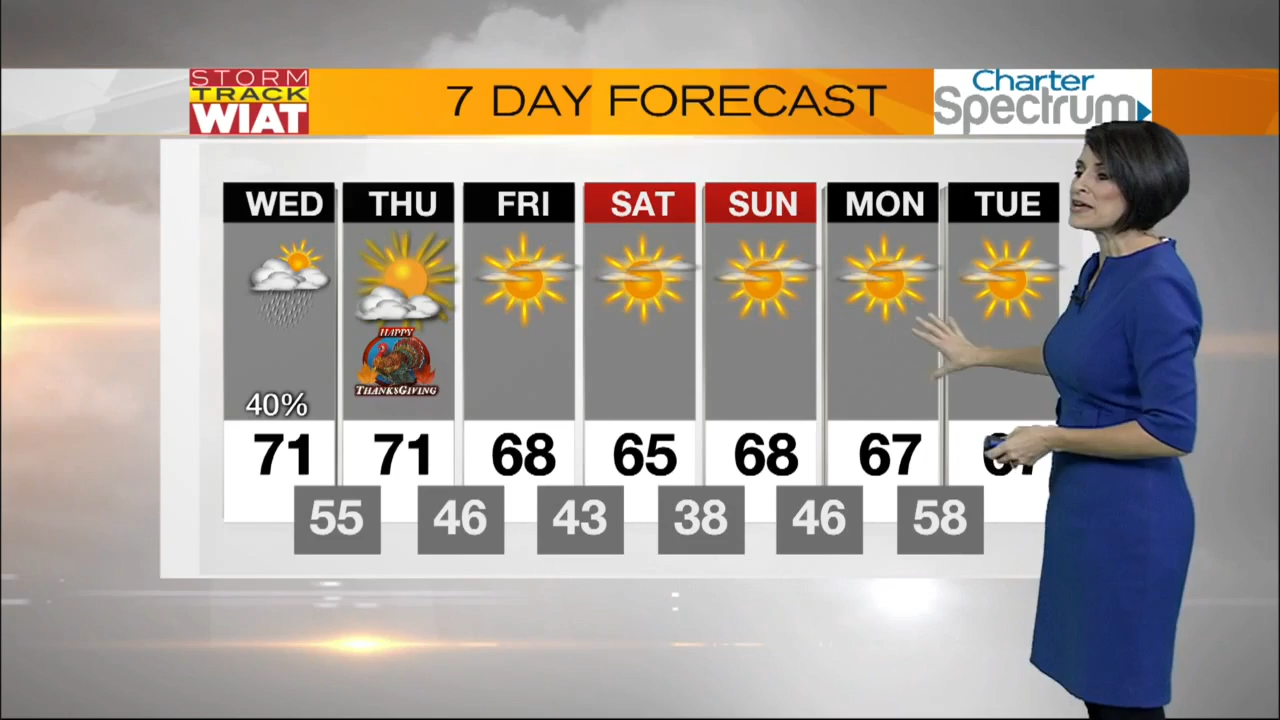 STORM
TRACK
WIAT
7 DAY FORECAST
Charter
Spectrum
WED THU FRI SAT SUN MON TUE
HAPPY
THANKSGIVING
40%
71 71 68 65 68 67
55 46 43 38 46 58